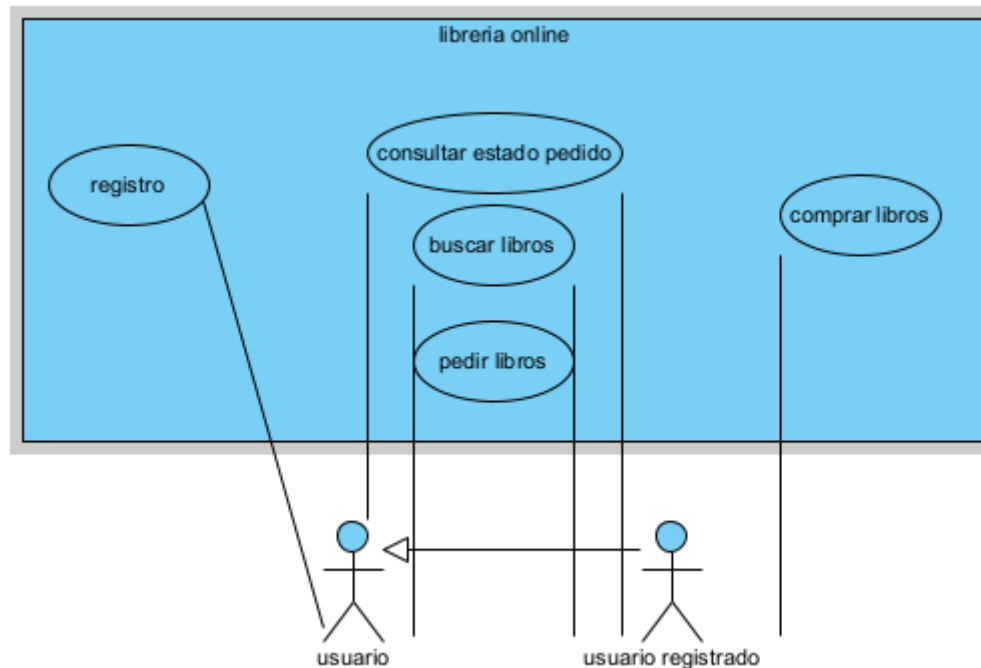 libreria online
consultar estado pedido
registro
comprar libros
buscar libros
pedir libros
usuario
usuario registrado